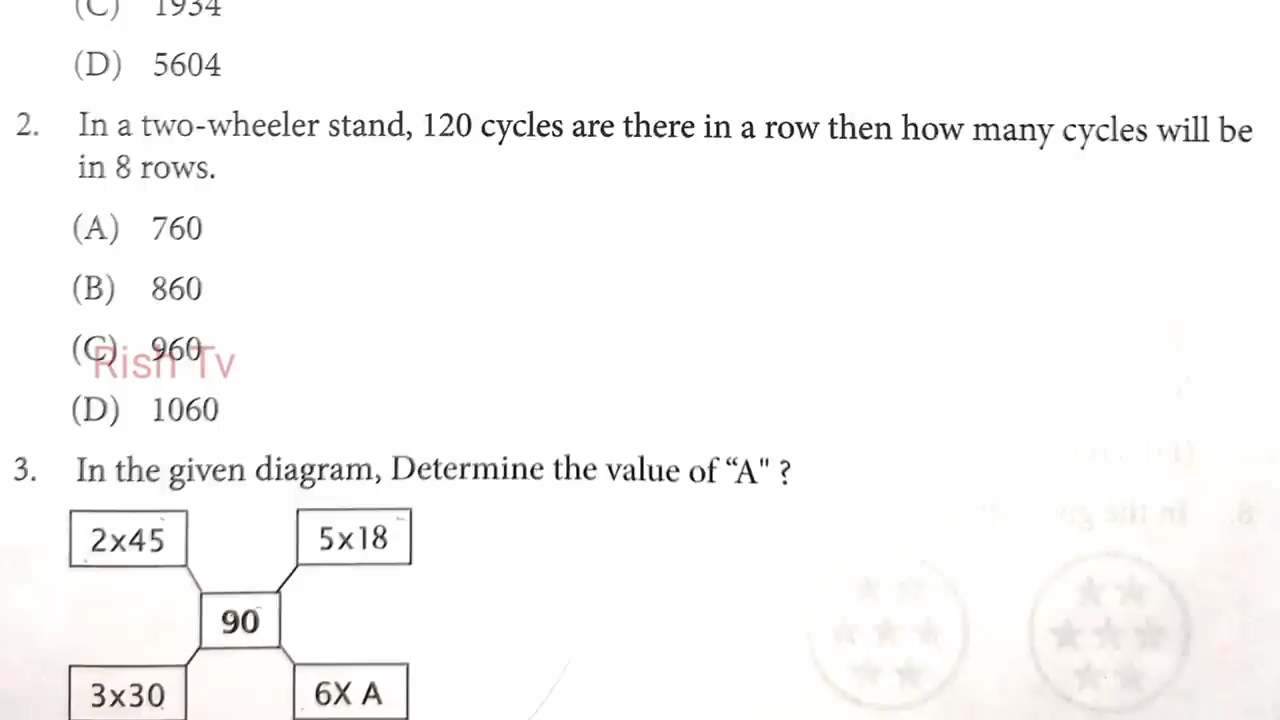 (C) 1934
(D) 5604
2. In a two-wheeler stand, 120 cycles are there in a row then how many cycles will be
in 8 rows.
(A) 760
(B) 860
(C) 960
Rish Tv
(D) 1060
3. In the given diagram, Determine the value of “A" ?
2x45 5x18
90
3x30 6X A